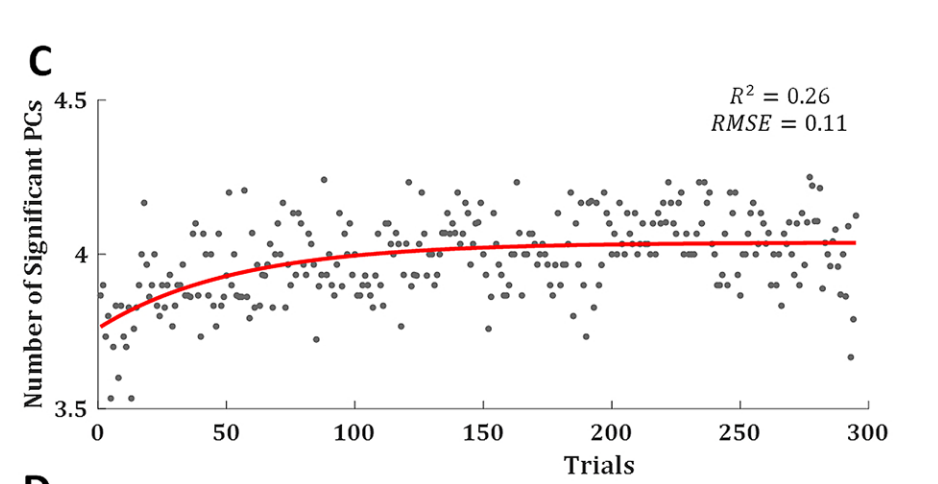 C
R² = 0.26
RMSE = 0.11
Number of Significant PCs
4.5
4
3.5
0 50 100 150 200 250 300
Trials